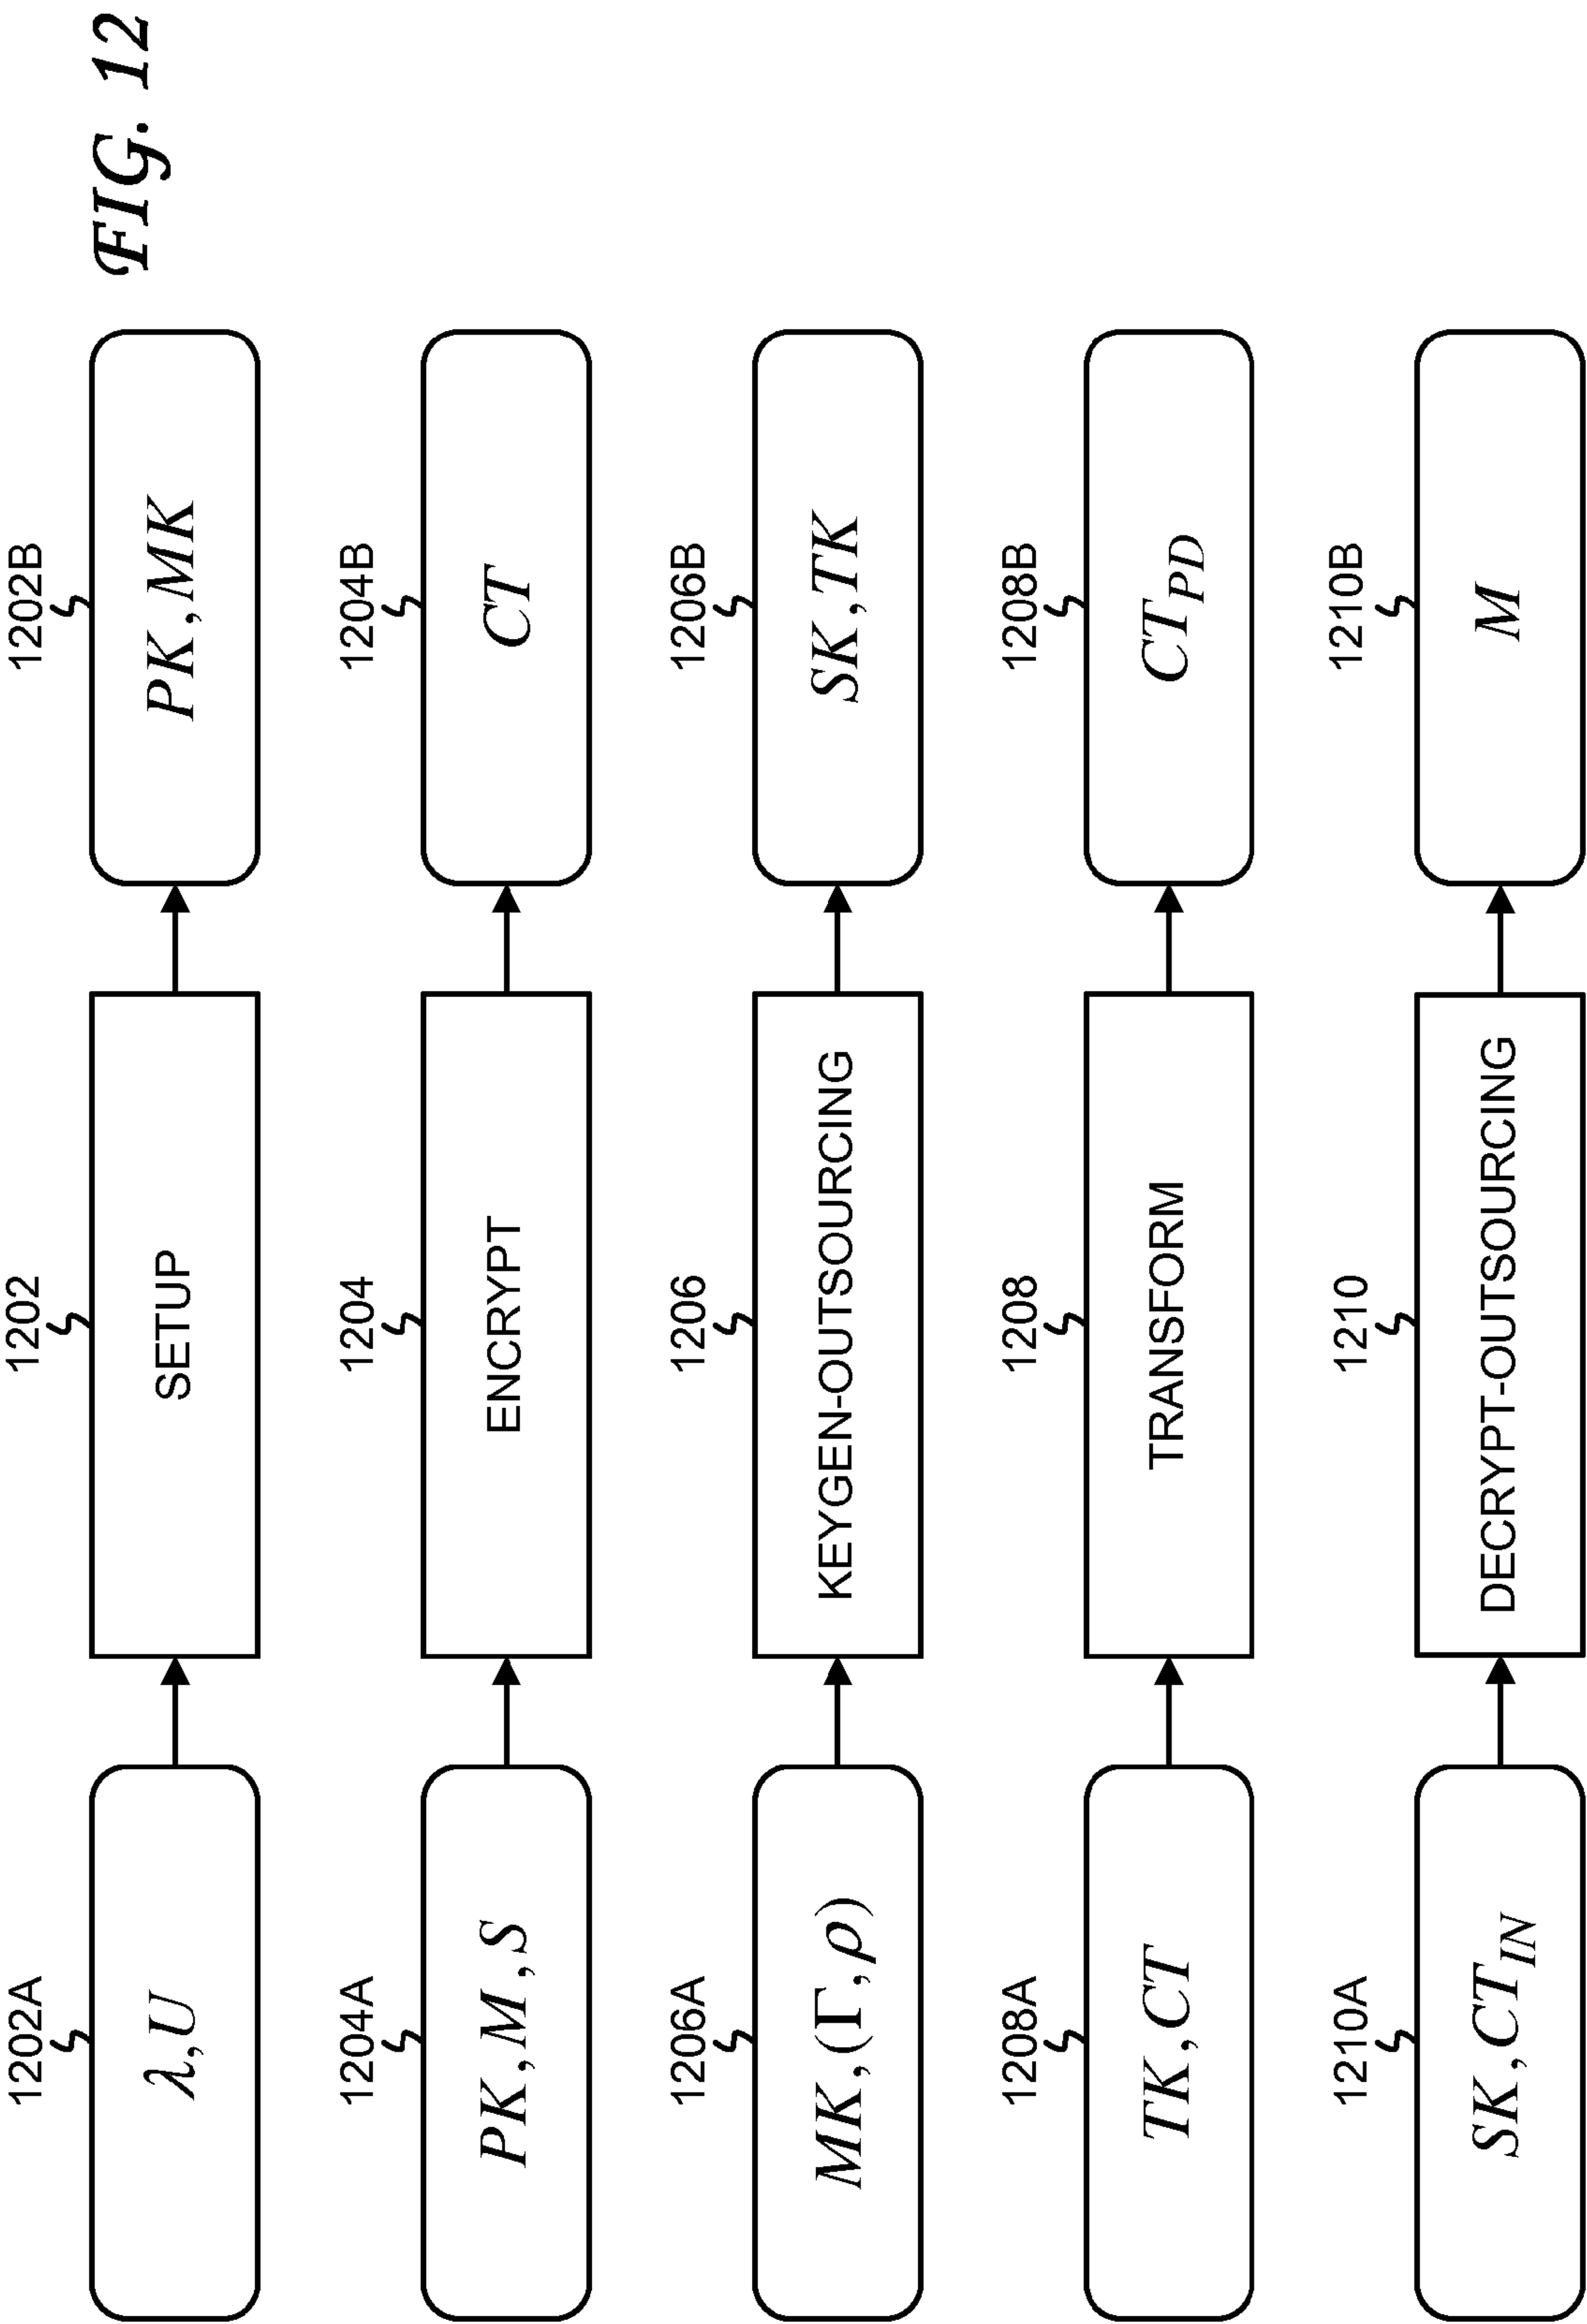 FIG. 12
1202A 1202 1202B
λ,U SETUP PK,MK
1204A 1204 1204B
PK,M,S ENCRYPT CT
1206A 1206 1206B
MK,(Γ,ρ) KEYGEN-OUTSOURCING SK,TK
1208A 1208 1208B
TK,CT TRANSFORM CT_PD
1210A 1210 1210B
SK,CT_IN DECRYPT-OUTSOURCING M